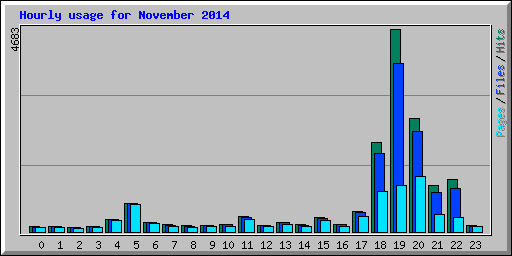 Hourly usage for November 2014
4683
Pages/Files/Hits
0 1 2 3 4 5 6 7 8 9 10 11 12 13 14 15 16 17 18 19 20 21 22 23